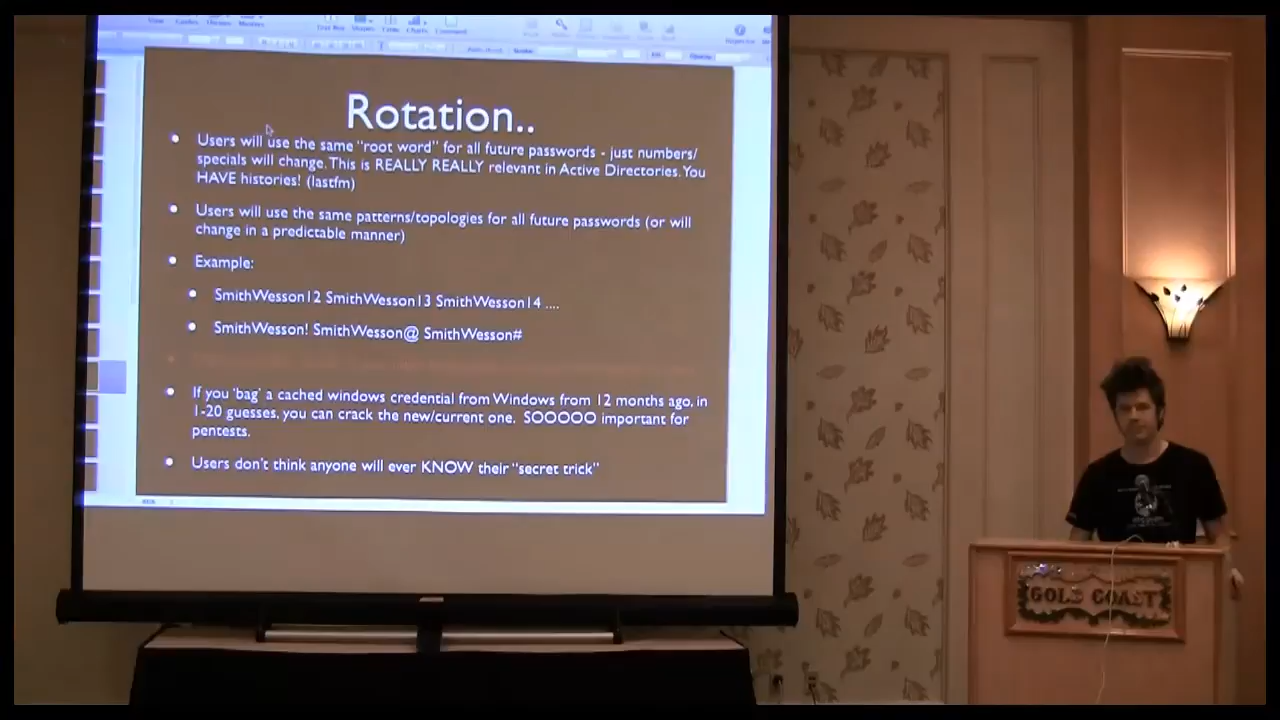 Rotation..
Users will use the same "root word" for all future passwords - just numbers/
specials will change. This is REALLY REALLY relevant in Active Directories. You
HAVE histories! (lastfm)
Users will use the same patterns/topologies for all future passwords (or will
change in a predictable manner)
Example:
SmithWesson12 SmithWesson13 SmithWesson14 ....
SmithWesson! SmithWesson@ SmithWesson#
If you 'bag' a cached windows credential from Windows from 12 months ago, in
1-20 guesses, you can crack the new/current one. SOOOOO important for
pentests.
Users don't think anyone will ever KNOW their "secret trick"
GOLD COAST